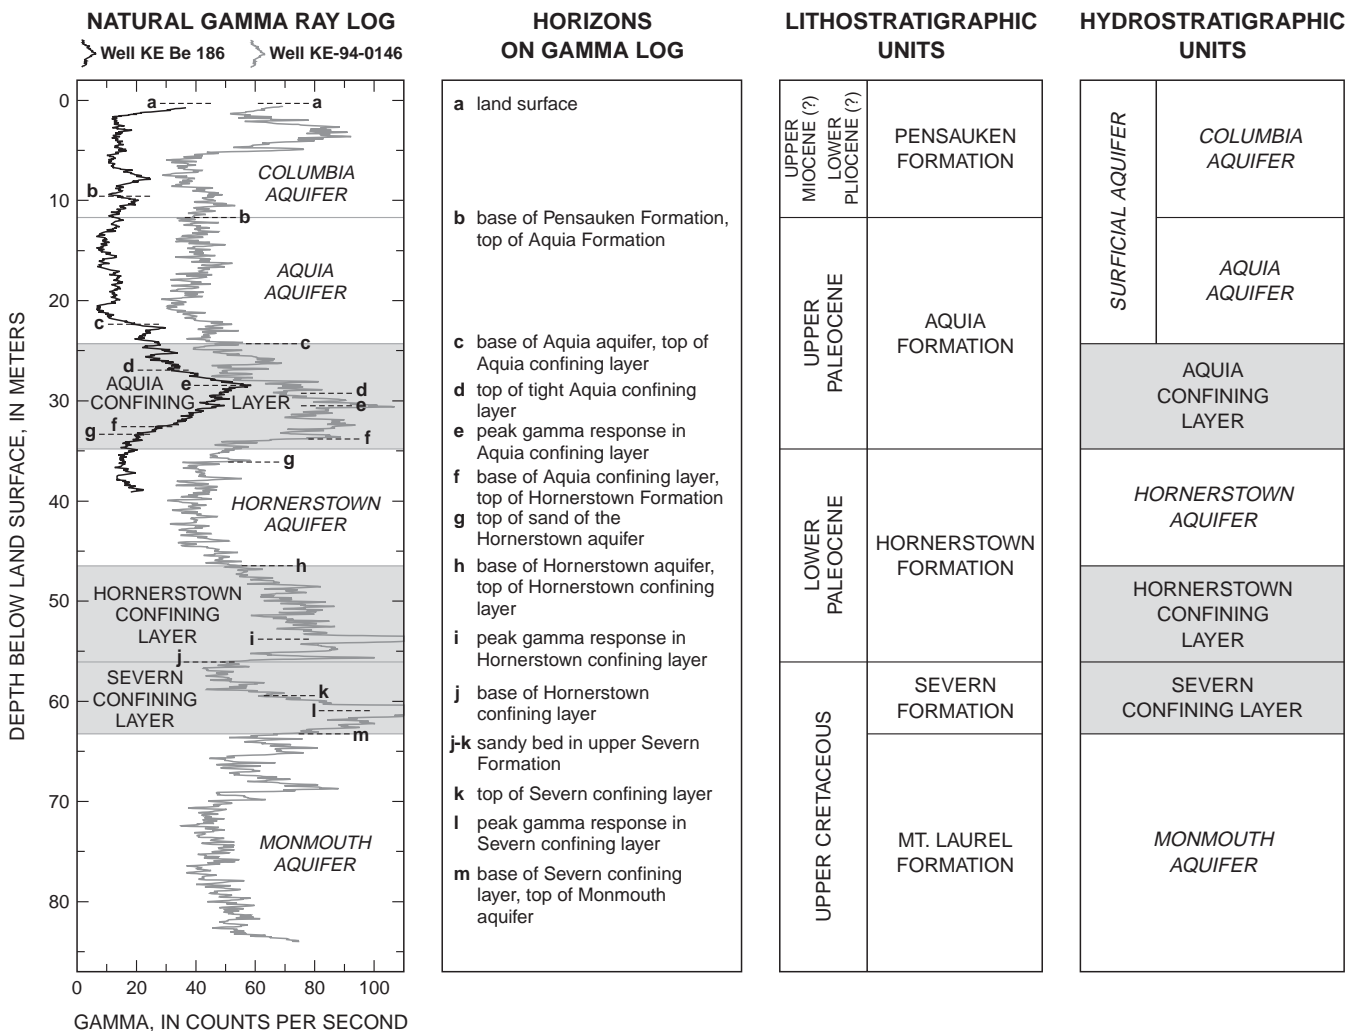 NATURAL GAMMA RAY LOG
Well KE Be 186
Well KE-94-0146
DEPTH BELOW LAND SURFACE, IN METERS
0
10
20
30
40
50
60
70
80
a
a
COLUMBIA
AQUIFER
b
b
AQUIA
AQUIFER
c
c
d
AQUIA
e
d
CONFINING
LAYER
e
f
g
f
g
HORNERSTOWN
AQUIFER
h
HORNERSTOWN
CONFINING
LAYER
i
j
SEVERN
CONFINING
LAYER
k
l
m
MONMOUTH
AQUIFER
0
20
40
60
80
100
GAMMA, IN COUNTS PER SECOND
HORIZONS
ON GAMMA LOG
a land surface
b base of Pensauken Formation,
top of Aquia Formation
c base of Aquia aquifer, top of
Aquia confining layer
d top of tight Aquia confining
layer
e peak gamma response in
Aquia confining layer
f base of Aquia confining layer,
top of Hornerstown Formation
g top of sand of the
Hornerstown aquifer
h base of Hornerstown aquifer,
top of Hornerstown confining
layer
i peak gamma response in
Hornerstown confining layer
j base of Hornerstown
confining layer
j-k sandy bed in upper Severn
Formation
k top of Severn confining layer
l peak gamma response in
Severn confining layer
m base of Severn confining
layer, top of Monmouth
aquifer
LITHOSTRATIGRAPHIC
UNITS
UPPER
MIOCENE (?)
LOWER
PLIOCENE (?)
PENSAUKEN
FORMATION
UPPER
PALEOCENE
AQUIA
FORMATION
LOWER
PALEOCENE
HORNERSTOWN
FORMATION
UPPER CRETACEOUS
SEVERN
FORMATION
MT. LAUREL
FORMATION
HYDROSTRATIGRAPHIC
UNITS
SURFICIAL AQUIFER
COLUMBIA
AQUIFER
AQUIA
AQUIFER
AQUIA
CONFINING
LAYER
HORNERSTOWN
AQUIFER
HORNERSTOWN
CONFINING
LAYER
SEVERN
CONFINING LAYER
MONMOUTH
AQUIFER